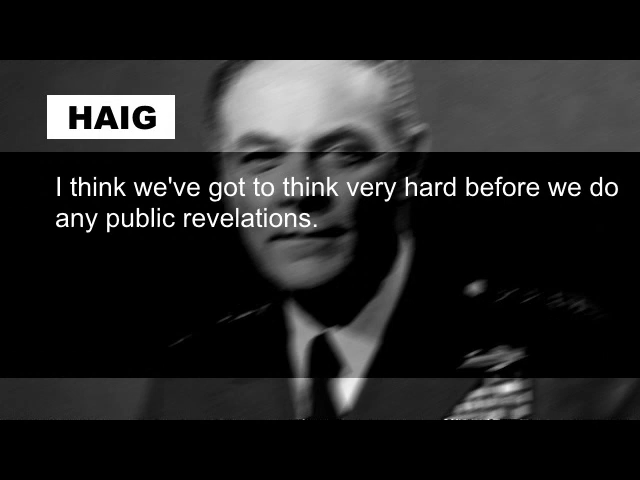 HAIG
I think we've got to think very hard before we do
any public revelations.